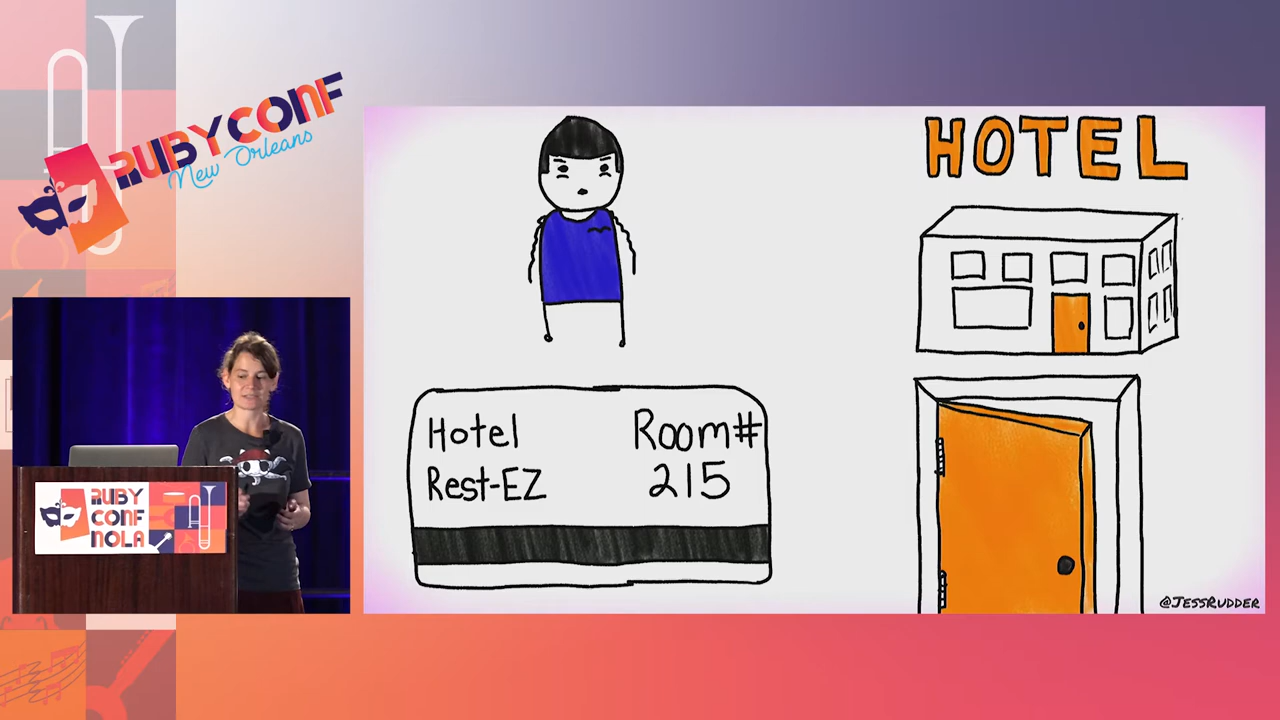 RUBYCONF
New Orleans
RUBY
CONF
NOLA
HOTEL
Hotel
Rest-EZ
Room#
215
@JESSRUDDER